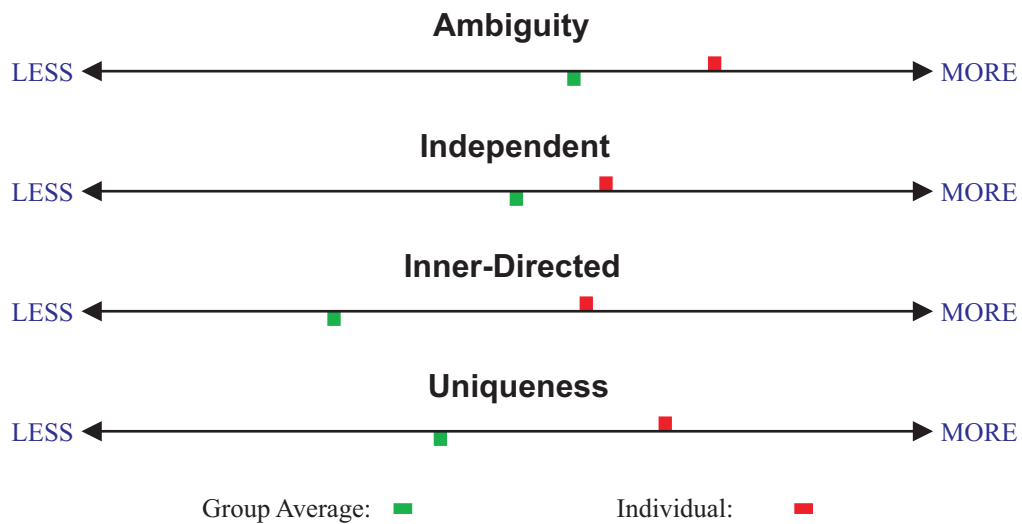 Ambiguity
LESS MORE
Independent
LESS MORE
Inner-Directed
LESS MORE
Uniqueness
LESS MORE
Group Average: Individual: